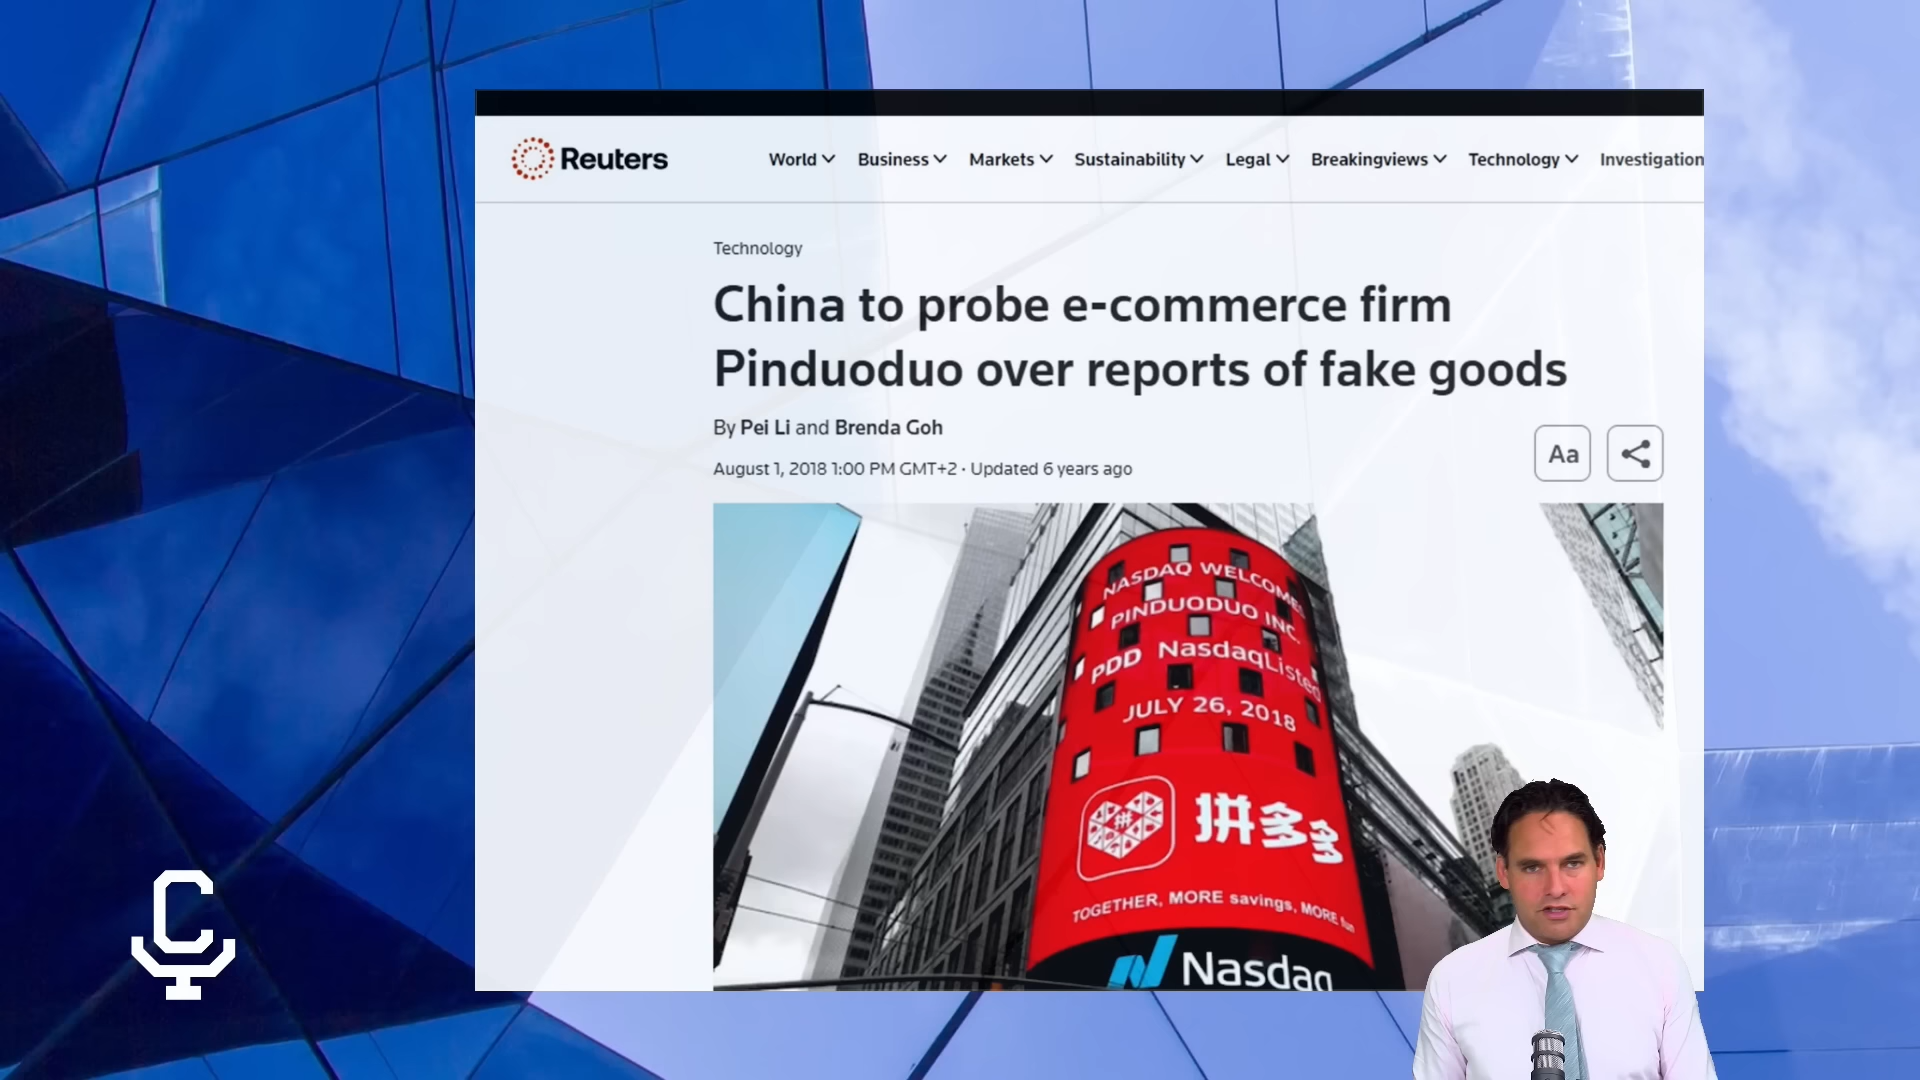 Reuters
World Business Markets Sustainability Legal Breakingviews Technology Investigation
Technology
China to probe e-commerce firm
Pinduoduo over reports of fake goods
By Pei Li and Brenda Goh
August 1, 2018 1:00 PM GMT+2 · Updated 6 years ago
Aa
NASDAQ WELCOMES
PINDUODUO INC.
PDD NasdaqListed
JULY 26, 2018
拼
拼多多
TOGETHER, MORE savings, MORE fun
Nasdaq